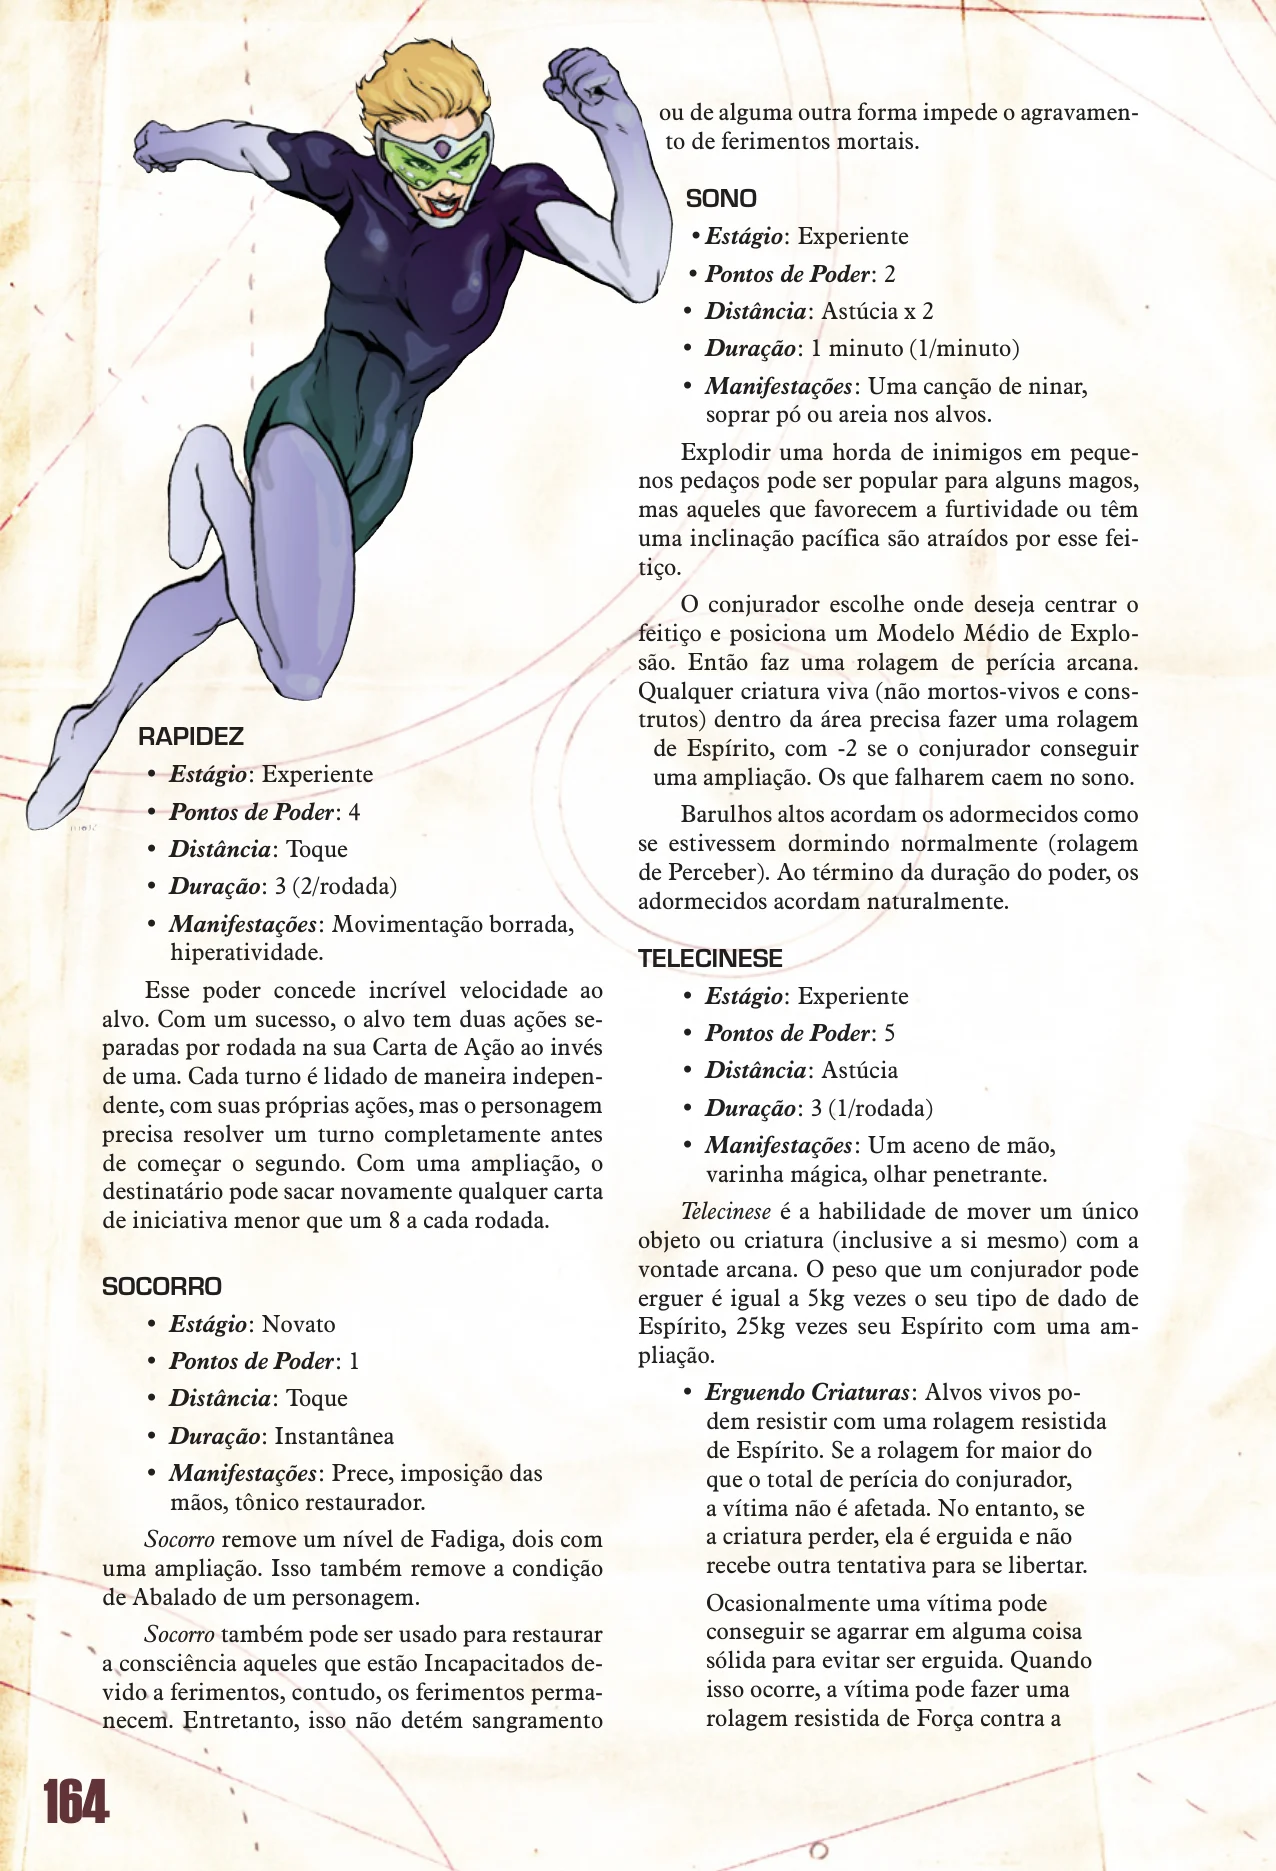 RAPIDEZ
• Estágio: Experiente
• Pontos de Poder: 4
• Distância: Toque
• Duração: 3 (2/rodada)
• Manifestações: Movimentação borrada,
hiperatividade.
Esse poder concede incrível velocidade ao
alvo. Com um sucesso, o alvo tem duas ações se-
paradas por rodada na sua Carta de Ação ao invés
de uma. Cada turno é lidado de maneira indepen-
dente, com suas próprias ações, mas o personagem
precisa resolver um turno completamente antes
de começar o segundo. Com uma ampliação, o
destinatário pode sacar novamente qualquer carta
de iniciativa menor que um 8 a cada rodada.
SOCORRO
• Estágio: Novato
• Pontos de Poder: 1
• Distância: Toque
• Duração: Instantânea
• Manifestações: Prece, imposição das
mãos, tônico restaurador.
Socorro remove um nível de Fadiga, dois com
uma ampliação. Isso também remove a condição
de Abalado de um personagem.
Socorro também pode ser usado para restaurar
a consciência aqueles que estão Incapacitados de-
vido a ferimentos, contudo, os ferimentos perma-
necem. Entretanto, isso não detém sangramento
ou de alguma outra forma impede o agravamen-
to de ferimentos mortais.
SONO
• Estágio: Experiente
• Pontos de Poder: 2
• Distância: Astúcia x 2
• Duração: 1 minuto (1/minuto)
• Manifestações: Uma canção de ninar,
soprar pó ou areia nos alvos.
Explodir uma horda de inimigos em peque-
nos pedaços pode ser popular para alguns magos,
mas aqueles que favorecem a furtividade ou têm
uma inclinação pacífica são atraídos por esse fei-
tiço.
O conjurador escolhe onde deseja centrar o
feitiço e posiciona um Modelo Médio de Explo-
são. Então faz uma rolagem de perícia arcana.
Qualquer criatura viva (não mortos-vivos e cons-
trutos) dentro da área precisa fazer uma rolagem
de Espírito, com -2 se o conjurador conseguir
uma ampliação. Os que falharem caem no sono.
Barulhos altos acordam os adormecidos como
se estivessem dormindo normalmente (rolagem
de Perceber). Ao término da duração do poder, os
adormecidos acordam naturalmente.
TELECINESE
• Estágio: Experiente
• Pontos de Poder: 5
• Distância: Astúcia
• Duração: 3 (1/rodada)
• Manifestações: Um aceno de mão,
varinha mágica, olhar penetrante.
Telecinese é a habilidade de mover um único
objeto ou criatura (inclusive a si mesmo) com a
vontade arcana. O peso que um conjurador pode
erguer é igual a 5kg vezes o seu tipo de dado de
Espírito, 25kg vezes seu Espírito com uma am-
pliação.
• Erguendo Criaturas: Alvos vivos po-
dem resistir com uma rolagem resistida
de Espírito. Se a rolagem for maior do
que o total de perícia do conjurador,
a vítima não é afetada. No entanto, se
a criatura perder, ela é erguida e não
recebe outra tentativa para se libertar.
Ocasionalmente uma vítima pode
conseguir se agarrar em alguma coisa
sólida para evitar ser erguida. Quando
isso ocorre, a vítima pode fazer uma
rolagem resistida de Força contra a
164